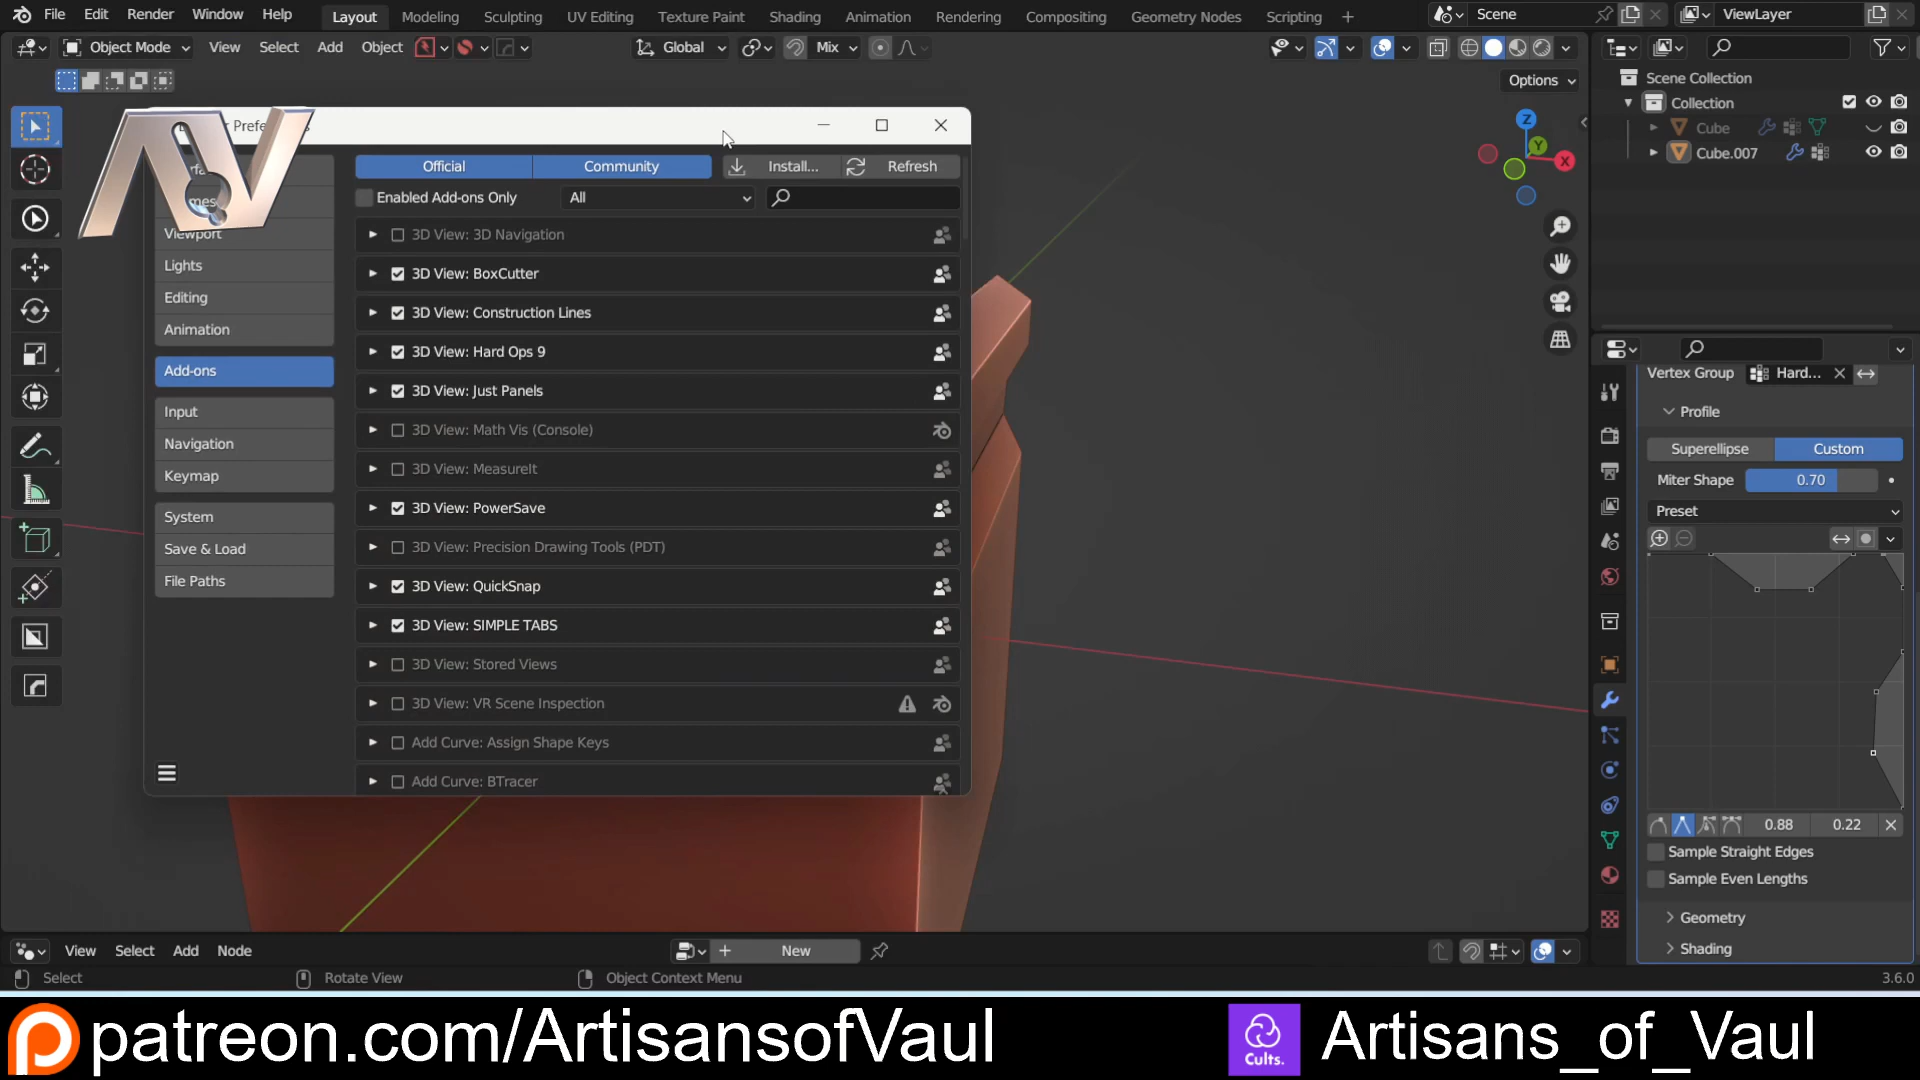 File Edit Render Window Help Layout Modeling Sculpting UV Editing Texture Paint Shading Animation Rendering Compositing Geometry Nodes Scripting + Scene ViewLayer
Object Mode View Select Add Object Global Mix
Options
Scene Collection
Collection
Cube
Cube.007
Z
Y
X
Official Community Install... Refresh
Enabled Add-ons Only All
Viewport
Lights
Editing
Animation
Add-ons
Input
Navigation
Keymap
System
Save & Load
File Paths
3D View: 3D Navigation
3D View: BoxCutter
3D View: Construction Lines
3D View: Hard Ops 9
3D View: Just Panels
3D View: Math Vis (Console)
3D View: MeasureIt
3D View: PowerSave
3D View: Precision Drawing Tools (PDT)
3D View: QuickSnap
3D View: SIMPLE TABS
3D View: Stored Views
3D View: VR Scene Inspection
Add Curve: Assign Shape Keys
Add Curve: BTracer
Vertex Group Hard...
Profile
Superellipse Custom
Miter Shape 0.70
Preset
0.88 0.22
Sample Straight Edges
Sample Even Lengths
Geometry
Shading
View Select Add Node New
Select Rotate View Object Context Menu 3.6.0
patreon.com/ArtisansofVaul
Cults.
Artisans_of_Vaul